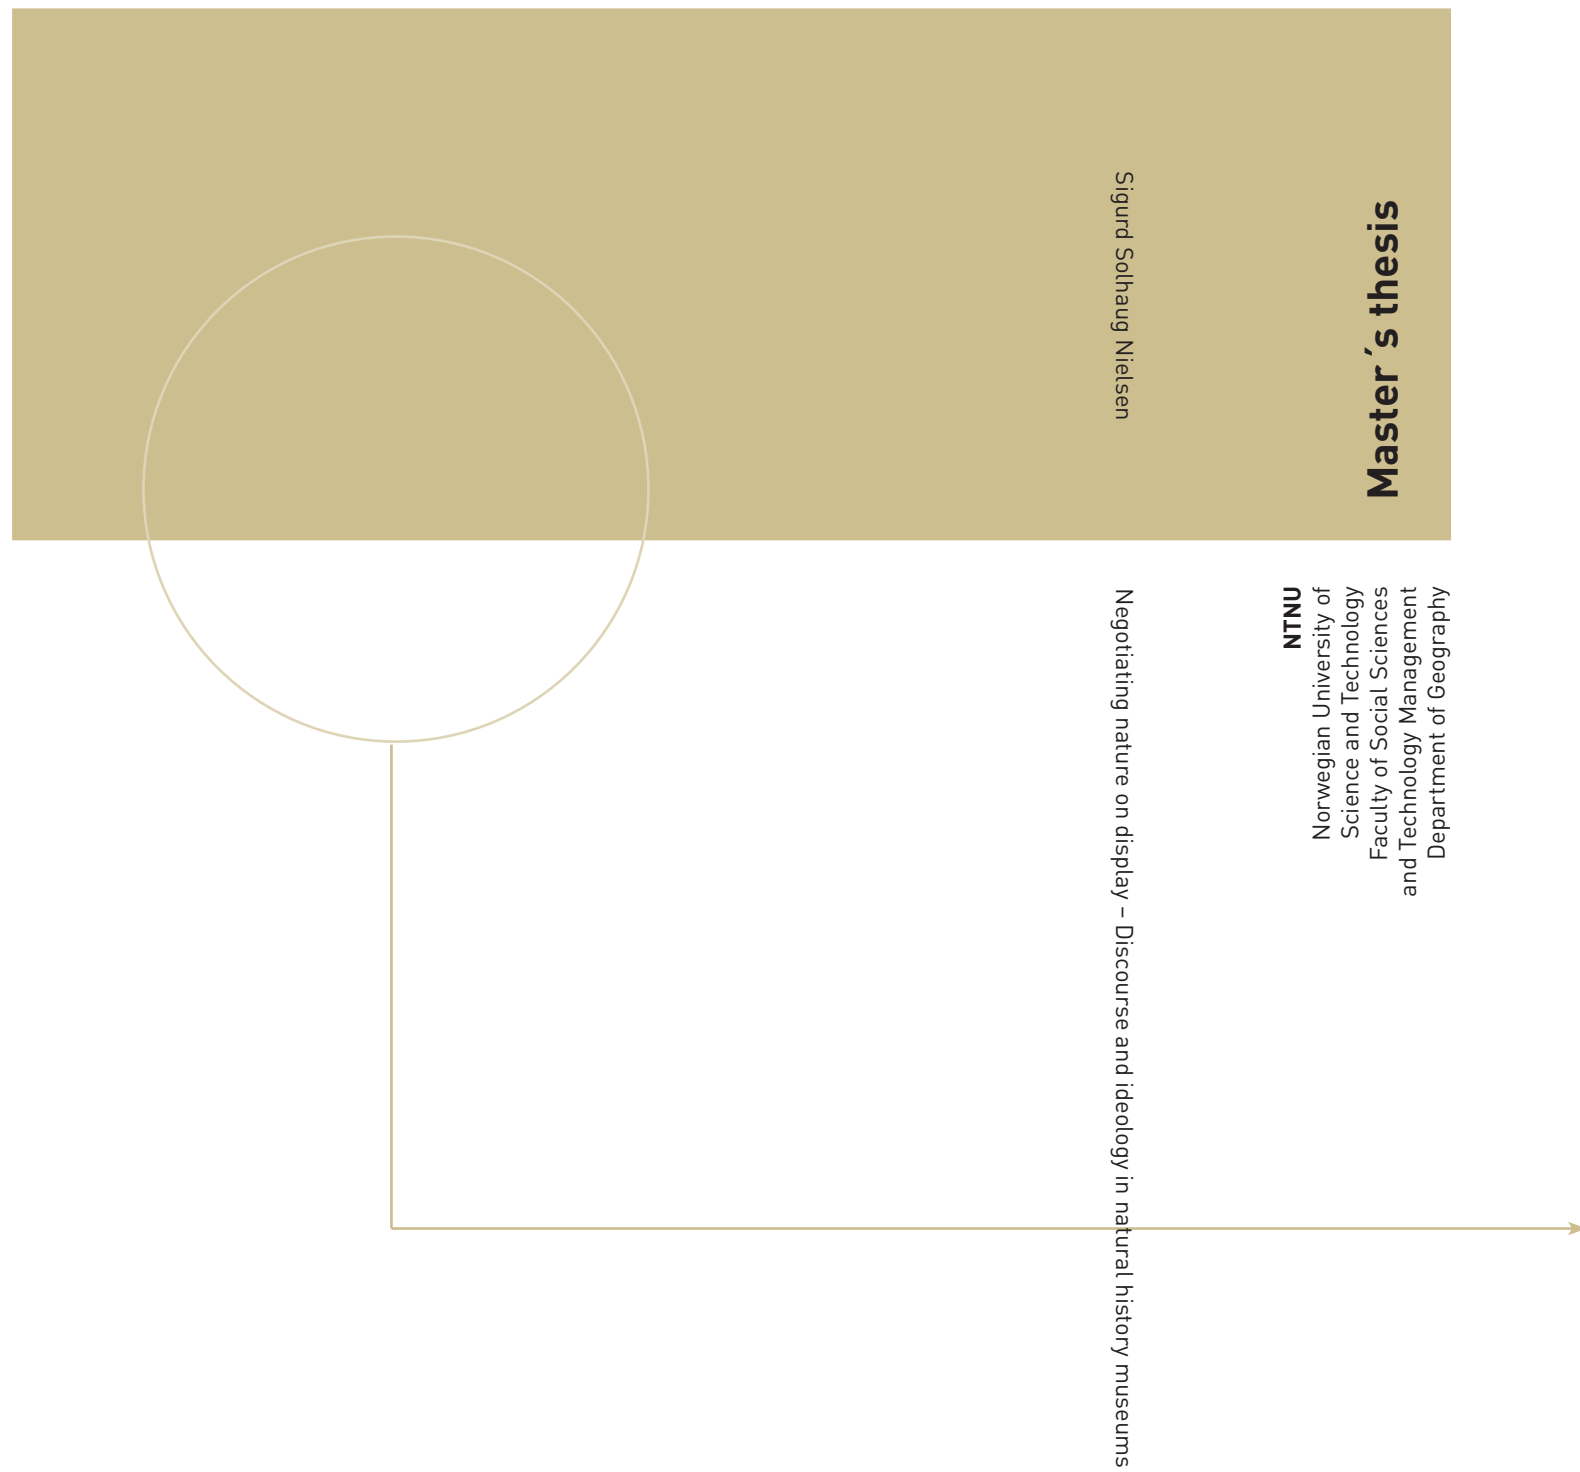 Sigurd Solhaug Nielsen
Negotiating nature on display – Discourse and ideology in natural history museums
Master´s thesis
NTNU
Norwegian University of
Science and Technology
Faculty of Social Sciences
and Technology Management
Department of Geography